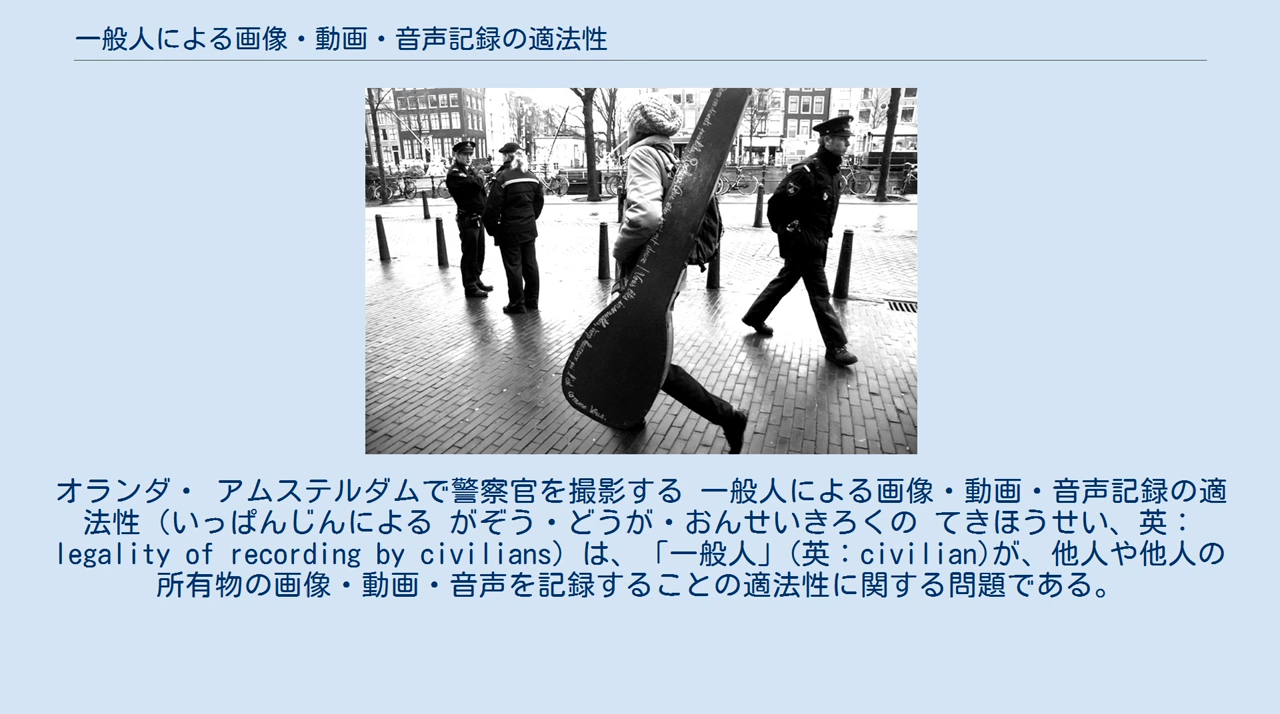 一般人による画像・動画・音声記録の適法性
オランダ・ アムステルダムで警察官を撮影する 一般人による画像・動画・音声記録の適
法性（いっぱんじんによる がぞう・どうが・おんせいきろくの てきほうせい、英：
legality of recording by civilians）は、「一般人」(英：civilian)が、他人や他人の
所有物の画像・動画・音声を記録することの適法性に関する問題である。